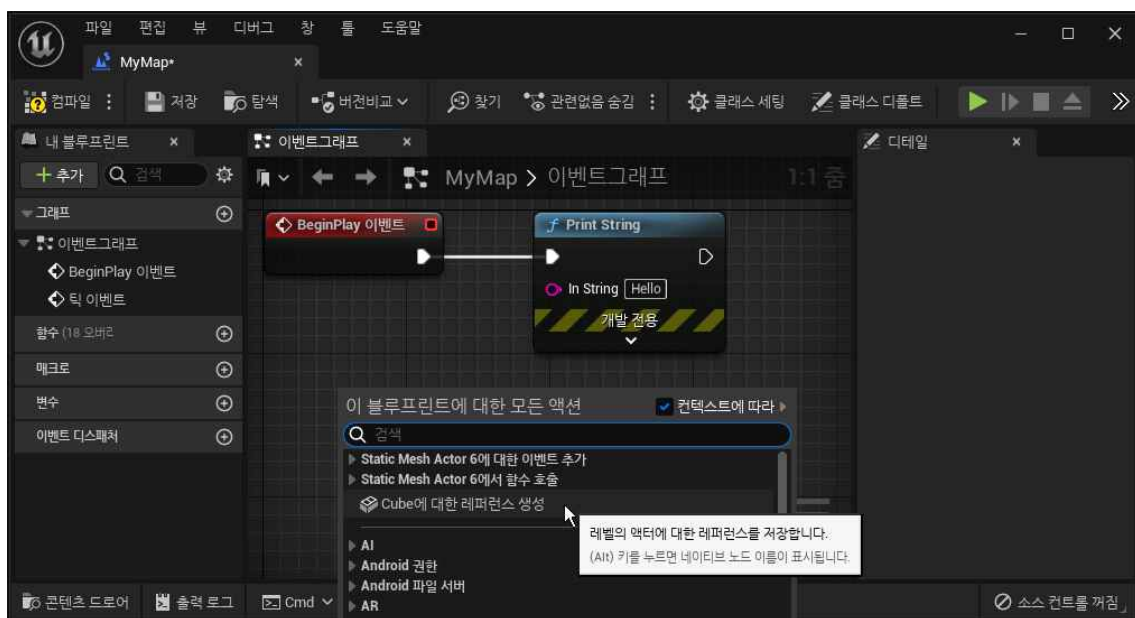 파일 편집 뷰 디버그 창 툴 도움말
MyMap*
컴파일 저장 탐색 버전비교 찾기 관련없음 숨김 클래스 세팅 클래스 디폴트
내 블루프린트 이벤트그래프 디테일
추가 검색 MyMap > 이벤트그래프 1:1 줌
그래프
이벤트그래프
BeginPlay 이벤트
틱 이벤트
함수 (18 오버리
매크로
변수
이벤트 디스패처
BeginPlay 이벤트
Print String
In String Hello
개발 전용
이 블루프린트에 대한 모든 액션 컨텍스트에 따라
검색
Static Mesh Actor 6에 대한 이벤트 추가
Static Mesh Actor 6에서 함수 호출
Cube에 대한 레퍼런스 생성
레벨의 액터에 대한 레퍼런스를 저장합니다.
(Alt) 키를 누르면 네이티브 노드 이름이 표시됩니다.
AI
Android 권한
Android 파일 서버
AR
콘텐츠 드로어 출력 로그 Cmd 소스 컨트롤 꺼짐